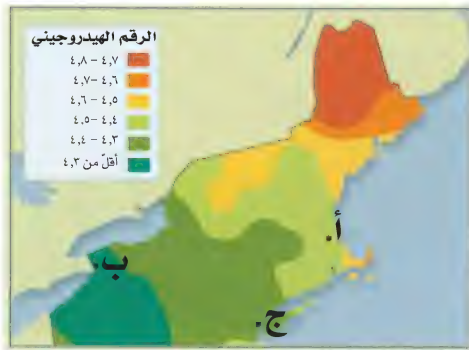 الرقم الهيدروجيني
٤,٧ – ٤,٨
٤,٦ – ٤,٧
٤,٥ – ٤,٦
٤,٤ – ٤,٥
٤,٣ – ٤,٤
أقلّ من ٤,٣
أ.
ب.
ج.